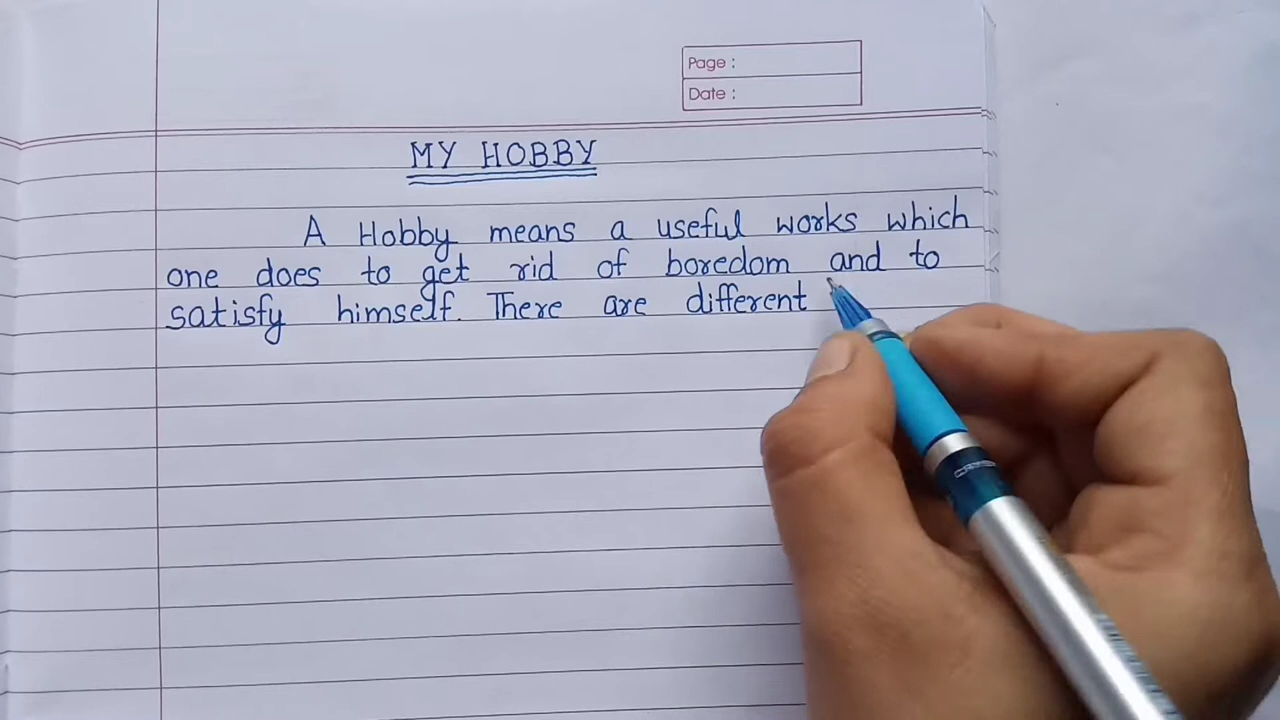 Page :
Date :
MY HOBBY
A Hobby means a useful works which
one does to get rid of boredom and to
satisfy himself. There are different